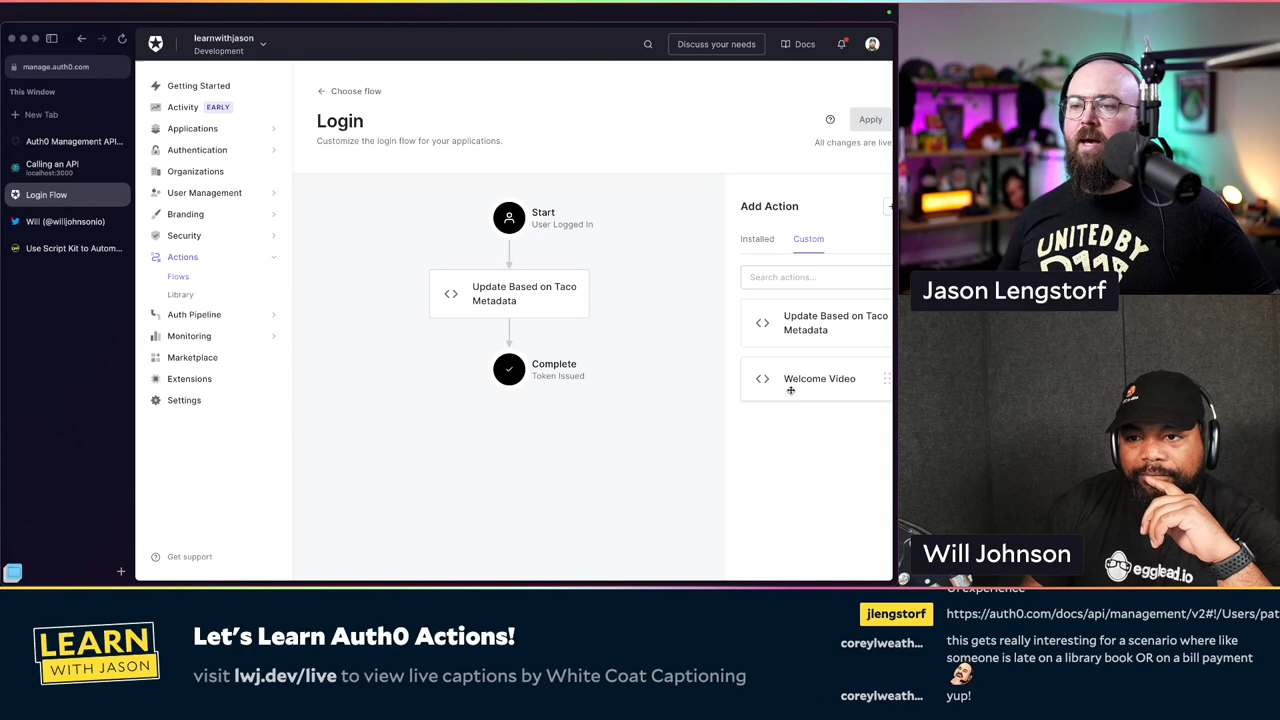 manage.auth0.com
This Window
New Tab
Auth0 Management API...
Calling an API
localhost:3000
Login Flow
Will (@willjohnsonio)
Use Script Kit to Autom...
learnwithjason
Development
Discuss your needs
Docs
Getting Started
Activity EARLY
Applications
Authentication
Organizations
User Management
Branding
Security
Actions
Flows
Library
Auth Pipeline
Monitoring
Marketplace
Extensions
Settings
Get support
Choose flow
Login
Customize the login flow for your applications.
Apply
All changes are live
Start
User Logged In
Update Based on Taco
Metadata
Complete
Token Issued
Add Action
Installed
Custom
Search actions...
Update Based on Taco
Metadata
Welcome Video
UNITED BY
Jason Lengstorf
Will Johnson
egghead.io
LEARN
WITH JASON
Let's Learn Auth0 Actions!
visit lwj.dev/live to view live captions by White Coat Captioning
jlengstorf
https://auth0.com/docs/api/management/v2#!/Users/pat
coreylweath...
this gets really interesting for a scenario where like
someone is late on a library book OR on a bill payment
coreylweath...
yup!